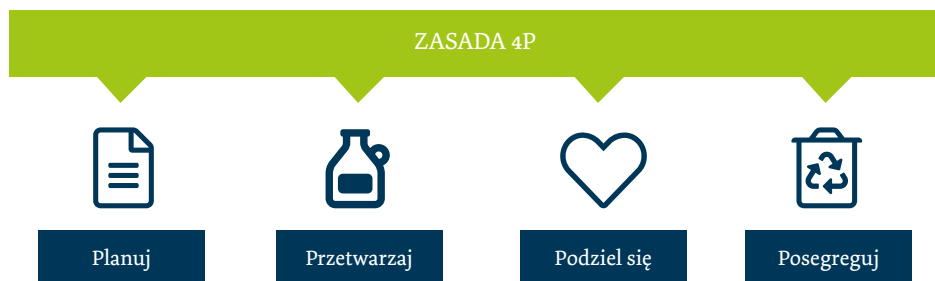 ZASADA 4P
Planuj
Przetwarzaj
Podziel się
Posegreguj